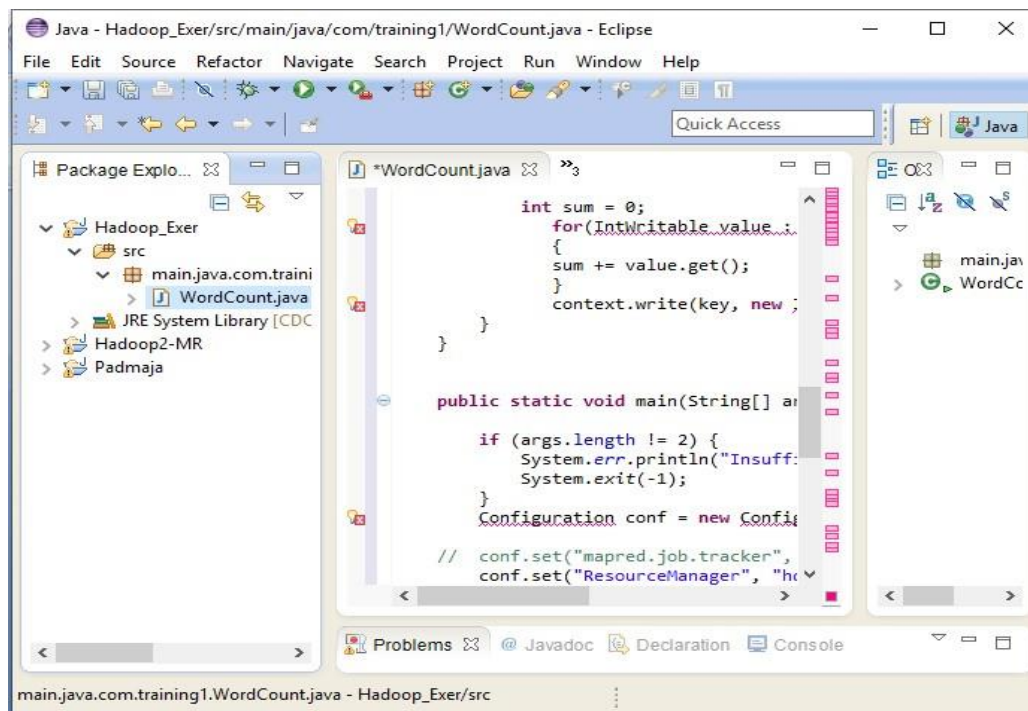 Java - Hadoop_Exer/src/main/java/com/training1/WordCount.java - Eclipse
File Edit Source Refactor Navigate Search Project Run Window Help
Quick Access
Java
Package Explo...
Hadoop_Exer
src
main.java.com.traini
WordCount.java
JRE System Library [CDC
Hadoop2-MR
Padmaja
*WordCount.java
»3
int sum = 0;
for(IntWritable value :
{
sum += value.get();
}
context.write(key, new
}
}
public static void main(String[] ar
if (args.length != 2) {
System.err.println("Insuffi
System.exit(-1);
}
Configuration conf = new Config
// conf.set("mapred.job.tracker",
conf.set("ResourceManager", "hd
O
main.jav
WordCo
Problems @ Javadoc Declaration Console
main.java.com.training1.WordCount.java - Hadoop_Exer/src